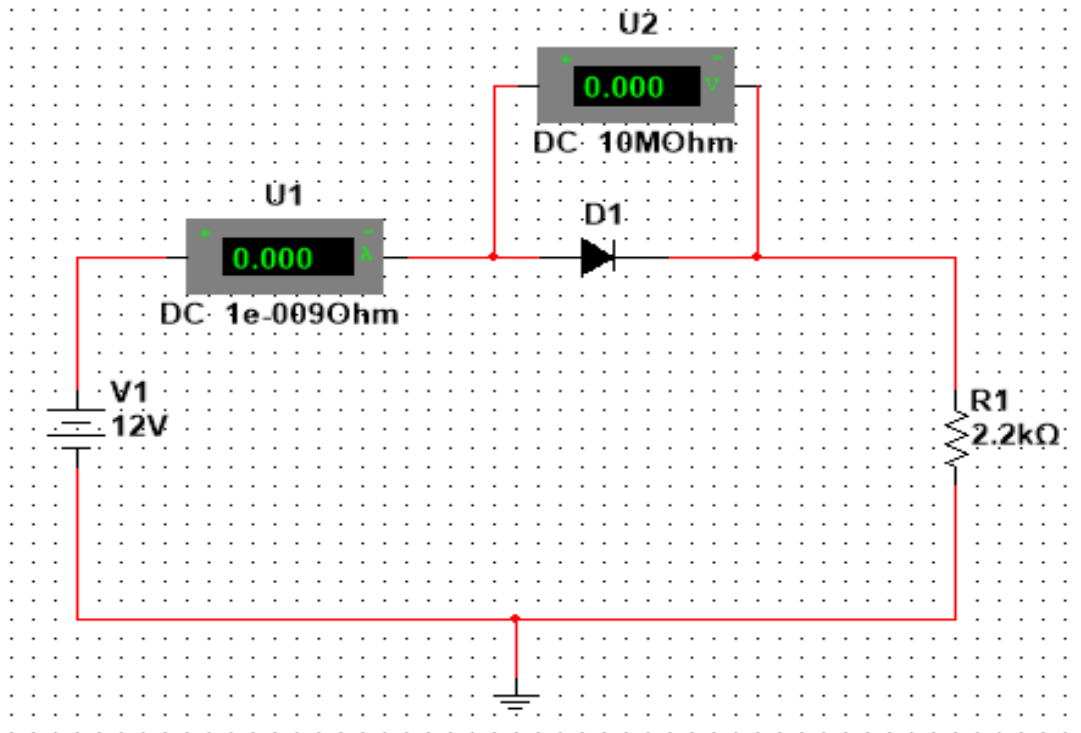 U2
+ −
0.000 V
DC 10MOhm
U1
D1
+ −
0.000 A
DC 1e-009Ohm
V1
12V
R1
2.2kΩ